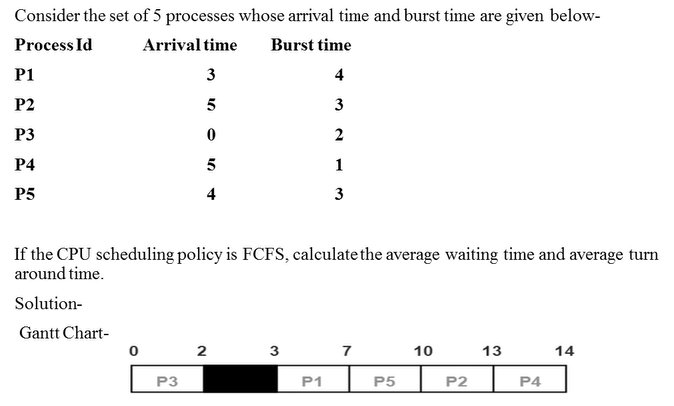 Consider the set of 5 processes whose arrival time and burst time are given below-
Process Id Arrival time Burst time
P1 3 4
P2 5 3
P3 0 2
P4 5 1
P5 4 3
If the CPU scheduling policy is FCFS, calculate the average waiting time and average turn
around time.
Solution-
Gantt Chart-
0 2 3 7 10 13 14
P3 P1 P5 P2 P4